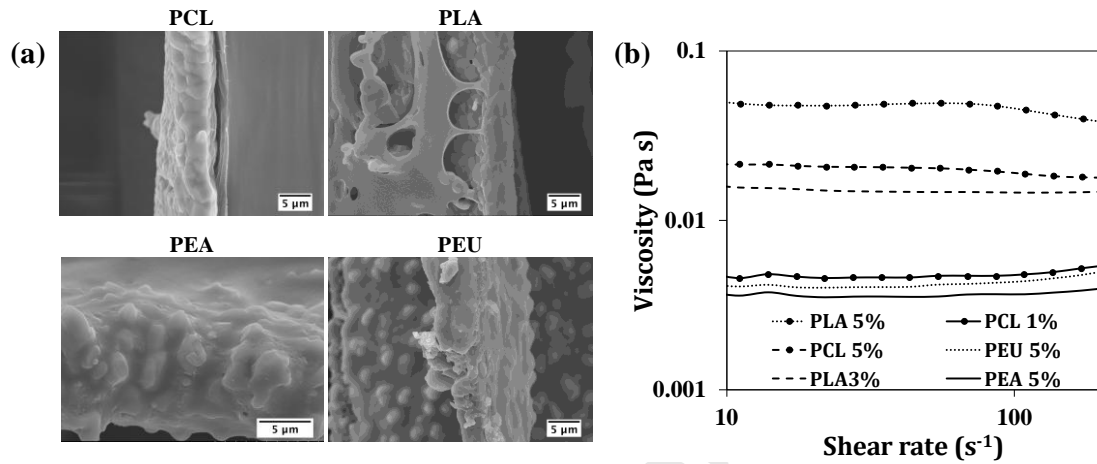 (a)
PCL
PLA
5 μm
5 μm
PEA
PEU
5 μm
5 μm
(b)
Viscosity (Pa s)
0.1
0.01
0.001
PLA 5%
PCL 1%
PCL 5%
PEU 5%
PLA3%
PEA 5%
10
100
Shear rate (s⁻¹)